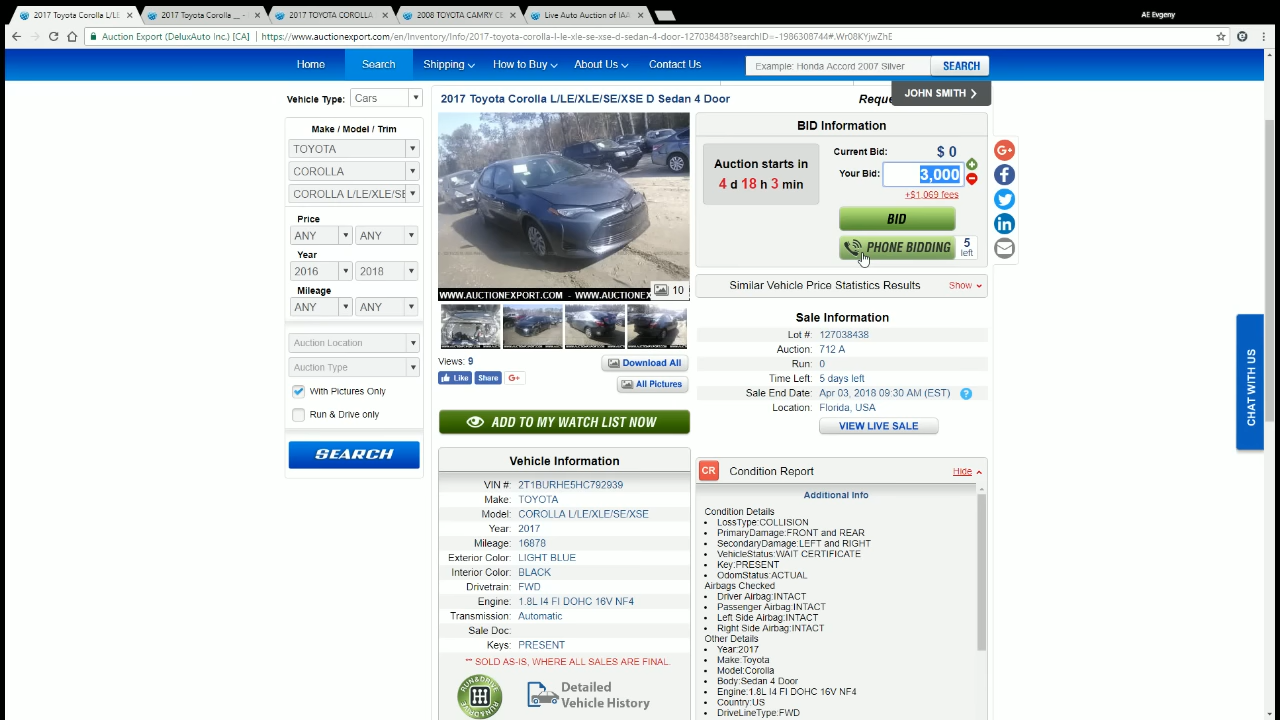 2017 Toyota Corolla L/L
2017 Toyota Corolla __ -
2017 TOYOTA COROLLA
2008 TOYOTA CAMRY CE
Live Auto Auction of IAA
AE Evgeny
Auction Export (DeluxAuto Inc.) [CA]
https://www.auctionexport.com/en/Inventory/Info/2017-toyota-corolla-l-le-xle-se-xse-d-sedan-4-door-127038438?searchID=-1986308744#.Wr08KYjwZhE
Home
Search
Shipping
How to Buy
About Us
Contact Us
Example: Honda Accord 2007 Silver
SEARCH
JOHN SMITH
Vehicle Type:
Cars
Make / Model / Trim
TOYOTA
COROLLA
COROLLA L/LE/XLE/SE
Price
ANY
ANY
Year
2016
2018
Mileage
ANY
ANY
Auction Location
Auction Type
With Pictures Only
Run & Drive only
SEARCH
2017 Toyota Corolla L/LE/XLE/SE/XSE D Sedan 4 Door
Reque
WWW.AUCTIONEXPORT.COM - WWW.AUCTIONEX
10
Views: 9
Download All
Like
Share
G+
All Pictures
ADD TO MY WATCH LIST NOW
Vehicle Information
VIN #: 2T1BURHE5HC792939
Make: TOYOTA
Model: COROLLA L/LE/XLE/SE/XSE
Year: 2017
Mileage: 16878
Exterior Color: LIGHT BLUE
Interior Color: BLACK
Drivetrain: FWD
Engine: 1.8L I4 FI DOHC 16V NF4
Transmission: Automatic
Sale Doc:
Keys: PRESENT
** SOLD AS-IS, WHERE ALL SALES ARE FINAL.
RUN & DRIVE
Detailed
Vehicle History
BID Information
Auction starts in
4 d 18 h 3 min
Current Bid: $ 0
Your Bid: 3,000
+$1,069 fees
BID
PHONE BIDDING
5
left
Similar Vehicle Price Statistics Results
Show
Sale Information
Lot #: 127038438
Auction: 712 A
Run: 0
Time Left: 5 days left
Sale End Date: Apr 03, 2018 09:30 AM (EST)
Location: Florida, USA
VIEW LIVE SALE
CR
Condition Report
Hide
Additional Info
Condition Details
LossType:COLLISION
PrimaryDamage:FRONT and REAR
SecondaryDamage:LEFT and RIGHT
VehicleStatus:WAIT CERTIFICATE
Key:PRESENT
OdomStatus:ACTUAL
Airbags Checked
Driver Airbag:INTACT
Passenger Airbag:INTACT
Left Side Airbag:INTACT
Right Side Airbag:INTACT
Other Details
Year:2017
Make:Toyota
Model:Corolla
Body:Sedan 4 Door
Engine:1.8L I4 FI DOHC 16V NF4
Country:US
DriveLineType:FWD
G+
CHAT WITH US